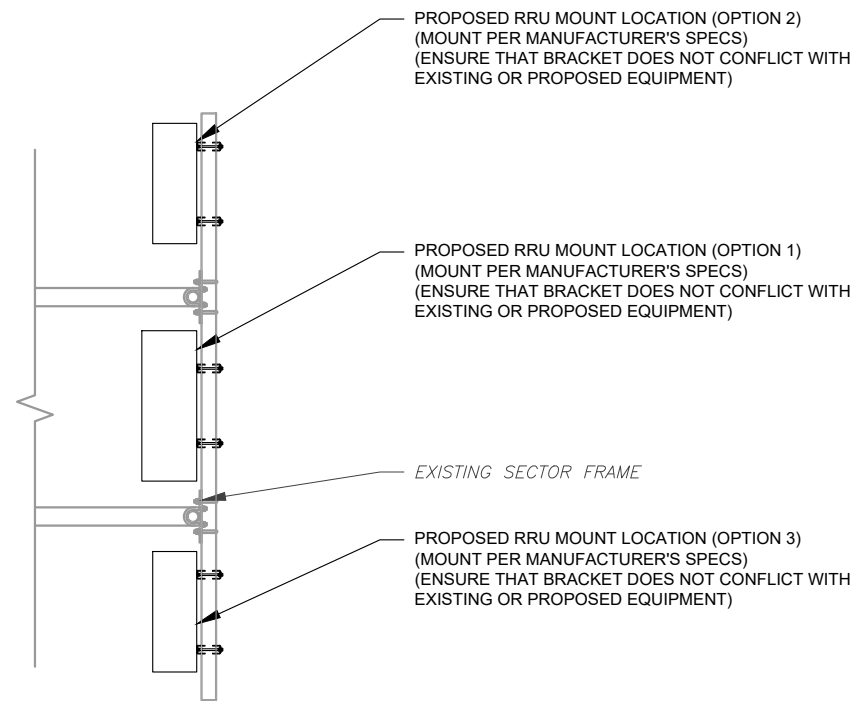 PROPOSED RRU MOUNT LOCATION (OPTION 2)
(MOUNT PER MANUFACTURER'S SPECS)
(ENSURE THAT BRACKET DOES NOT CONFLICT WITH
EXISTING OR PROPOSED EQUIPMENT)
PROPOSED RRU MOUNT LOCATION (OPTION 1)
(MOUNT PER MANUFACTURER'S SPECS)
(ENSURE THAT BRACKET DOES NOT CONFLICT WITH
EXISTING OR PROPOSED EQUIPMENT)
EXISTING SECTOR FRAME
PROPOSED RRU MOUNT LOCATION (OPTION 3)
(MOUNT PER MANUFACTURER'S SPECS)
(ENSURE THAT BRACKET DOES NOT CONFLICT WITH
EXISTING OR PROPOSED EQUIPMENT)